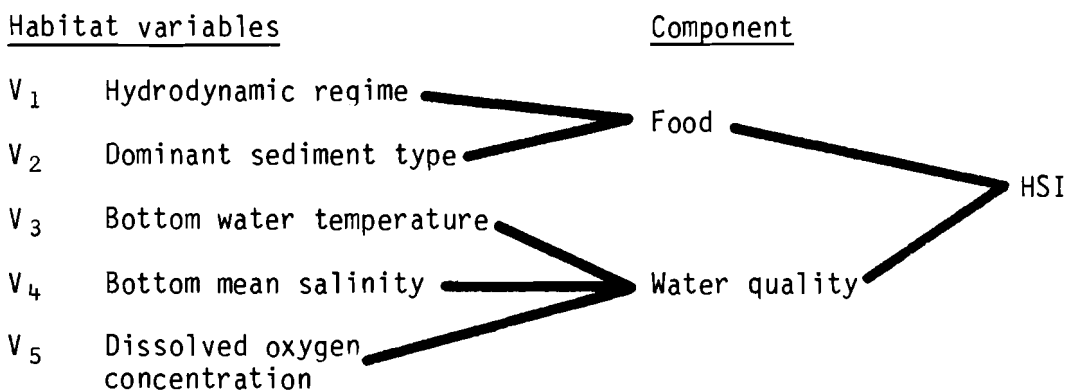 Habitat variables Component
V1 Hydrodynamic regime
Food
V2 Dominant sediment type
HSI
V3 Bottom water temperature
V4 Bottom mean salinity Water quality
V5 Dissolved oxygen
concentration